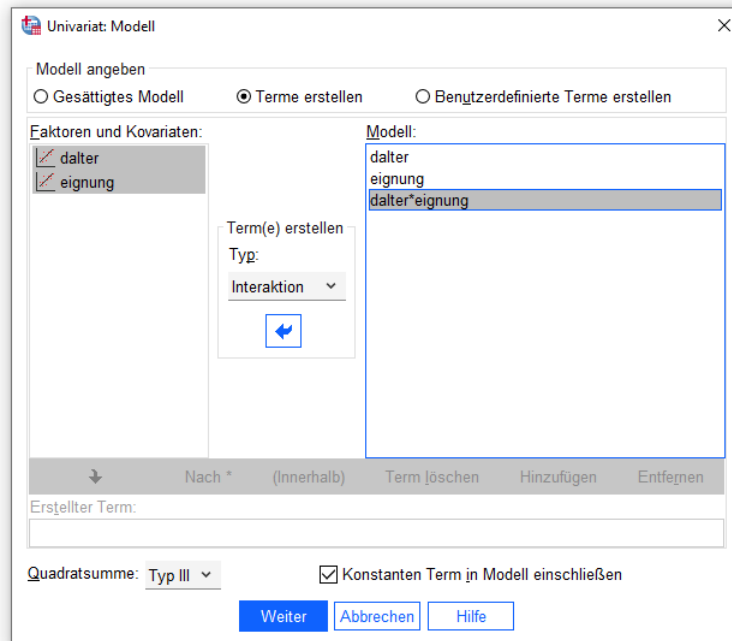 Univariat: Modell
Modell angeben
Gesättigtes Modell
Terme erstellen
Benutzerdefinierte Terme erstellen
Faktoren und Kovariaten:
dalter
eignung
Term(e) erstellen
Typ:
Interaktion
Modell:
dalter
eignung
dalter*eignung
Nach *
(Innerhalb)
Term löschen
Hinzufügen
Entfernen
Erstellter Term:
Quadratsumme:
Typ III
Konstanten Term in Modell einschließen
Weiter
Abbrechen
Hilfe